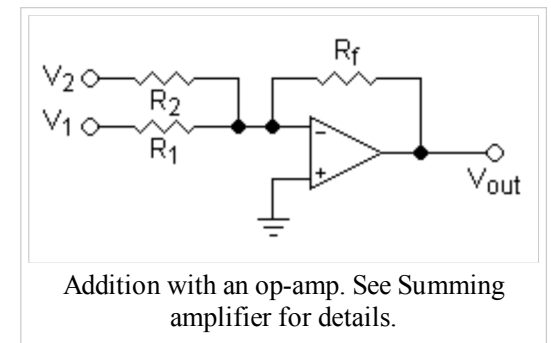 Rf
V2
R2
V1
R1
−
+
Vout
Addition with an op-amp. See Summing
amplifier for details.